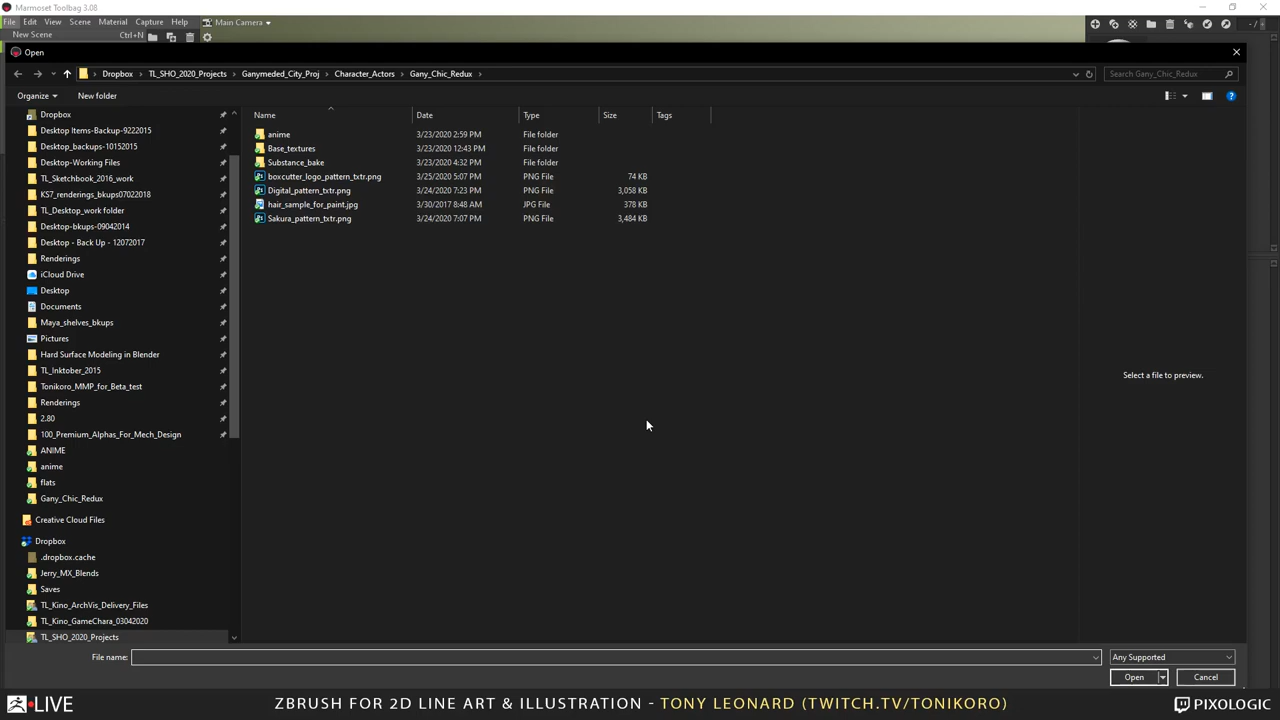 Marmoset Toolbag 3.08
File Edit View Scene Material Capture Help Main Camera
New Scene Ctrl+N
Open
Dropbox TL_SHO_2020_Projects Ganymeded_City_Proj Character_Actors Gany_Chic_Redux Search Gany_Chic_Redux
Organize New folder
Name Date Type Size Tags
anime 3/23/2020 2:59 PM File folder
Base_textures 3/23/2020 12:43 PM File folder
Substance_bake 3/23/2020 4:32 PM File folder
boxcutter_logo_pattern_txtr.png 3/25/2020 5:07 PM PNG File 74 KB
Digital_pattern_txtr.png 3/24/2020 7:23 PM PNG File 3,058 KB
hair_sample_for_paint.jpg 3/30/2017 8:48 AM JPG File 378 KB
Sakura_pattern_txtr.png 3/24/2020 7:07 PM PNG File 3,484 KB
Dropbox
Desktop Items-Backup-9222015
Desktop_backups-10152015
Desktop-Working Files
TL_Sketchbook_2016_work
KS7_renderings_bkups07022018
TL_Desktop_work folder
Desktop-bkups-09042014
Desktop - Back Up - 12072017
Renderings
iCloud Drive
Desktop
Documents
Maya_shelves_bkups
Pictures
Hard Surface Modeling in Blender
TL_Inktober_2015
Tonikoro_MMP_for_Beta_test
Renderings
2.80
100_Premium_Alphas_For_Mech_Design
ANIME
anime
flats
Gany_Chic_Redux
Creative Cloud Files
Dropbox
.dropbox.cache
Jerry_MX_Blends
Saves
TL_Kino_ArchVis_Delivery_Files
TL_Kino_GameChara_03042020
TL_SHO_2020_Projects
Select a file to preview.
File name: Any Supported
Open Cancel
LIVE ZBRUSH FOR 2D LINE ART & ILLUSTRATION - TONY LEONARD (TWITCH.TV/TONIKORO) PIXOLOGIC